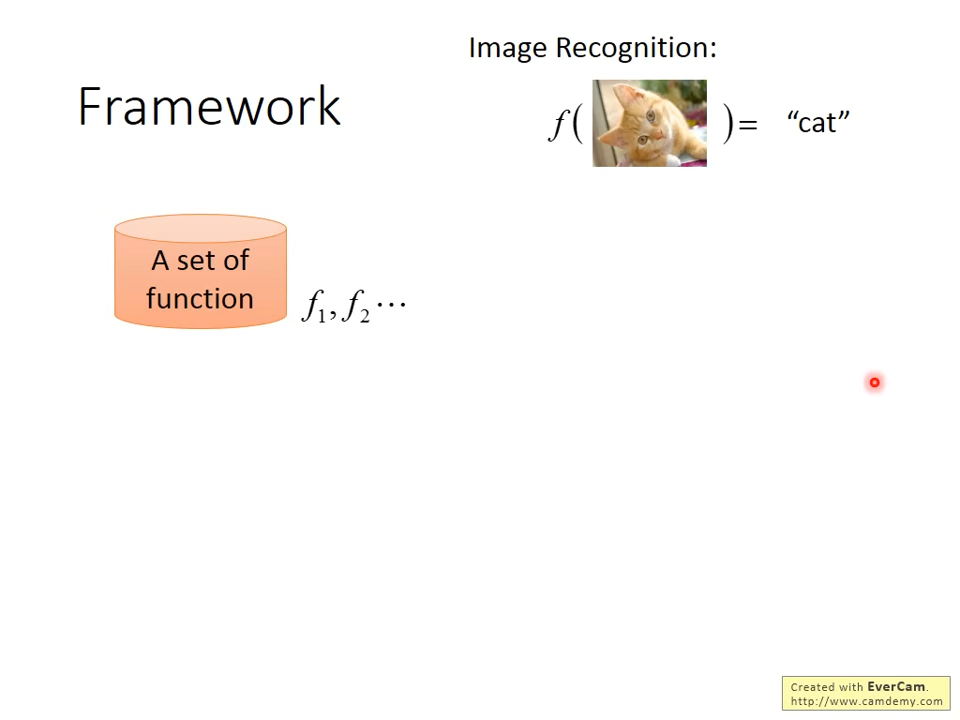 Image Recognition:
Framework
f( ) = “cat”
A set of
function
f₁, f₂ ⋯
Created with EverCam.
http://www.camdemy.com